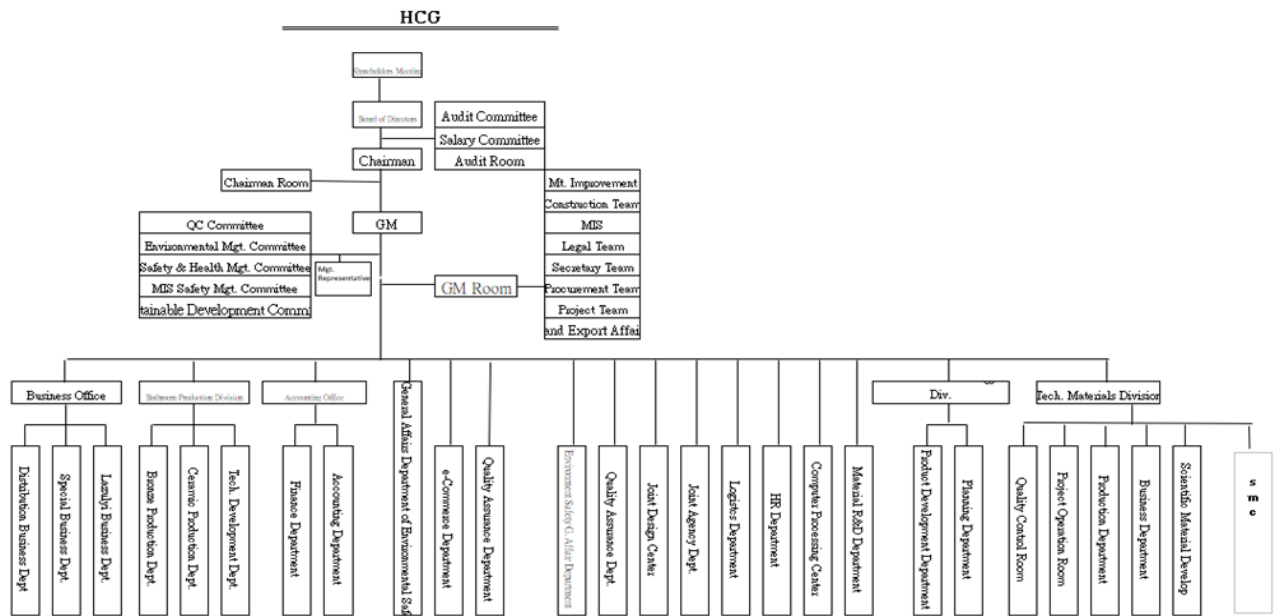 HCG
Shareholders Meetin
Board of Directors
Audit Committee
Salary Committee
Audit Room
Chairman
Chairman Room
Mt. Improvement
Construction Team
MIS
Legal Team
Secretary Team
Procurement Team
Project Team
and Export Affai
GM
QC Committee
Environmental Mgt. Committee
Safety & Health Mgt. Committee
MIS Safety Mgt. Committee
tainable Development Commi
Mgt.
Representative
GM Room
Business Office
Bathroom Production Division
Accounting Office
Div.
Tech. Materials Division
Distribution Business Dept
Special Business Dept.
Lazulyi Business Dept.
Bronze Production Dept.
Ceramic Production Dept.
Tech. Development Dept.
Finance Department
Accounting Department
General Affairs Department of Environmental Safe
e-Commerce Department
Quality Assurance Department
Environment Safety G. Affair Department
Quality Assurance Dept.
Joint Design Center
Joint Agency Dept.
Logistcs Department
HR Department
Computer Processing Center
Material R&D Department
Product Development Department
Planning Department
Quality Control Room
Project Operation Room
Production Department
Business Department
Scientific Material Develop
s m c